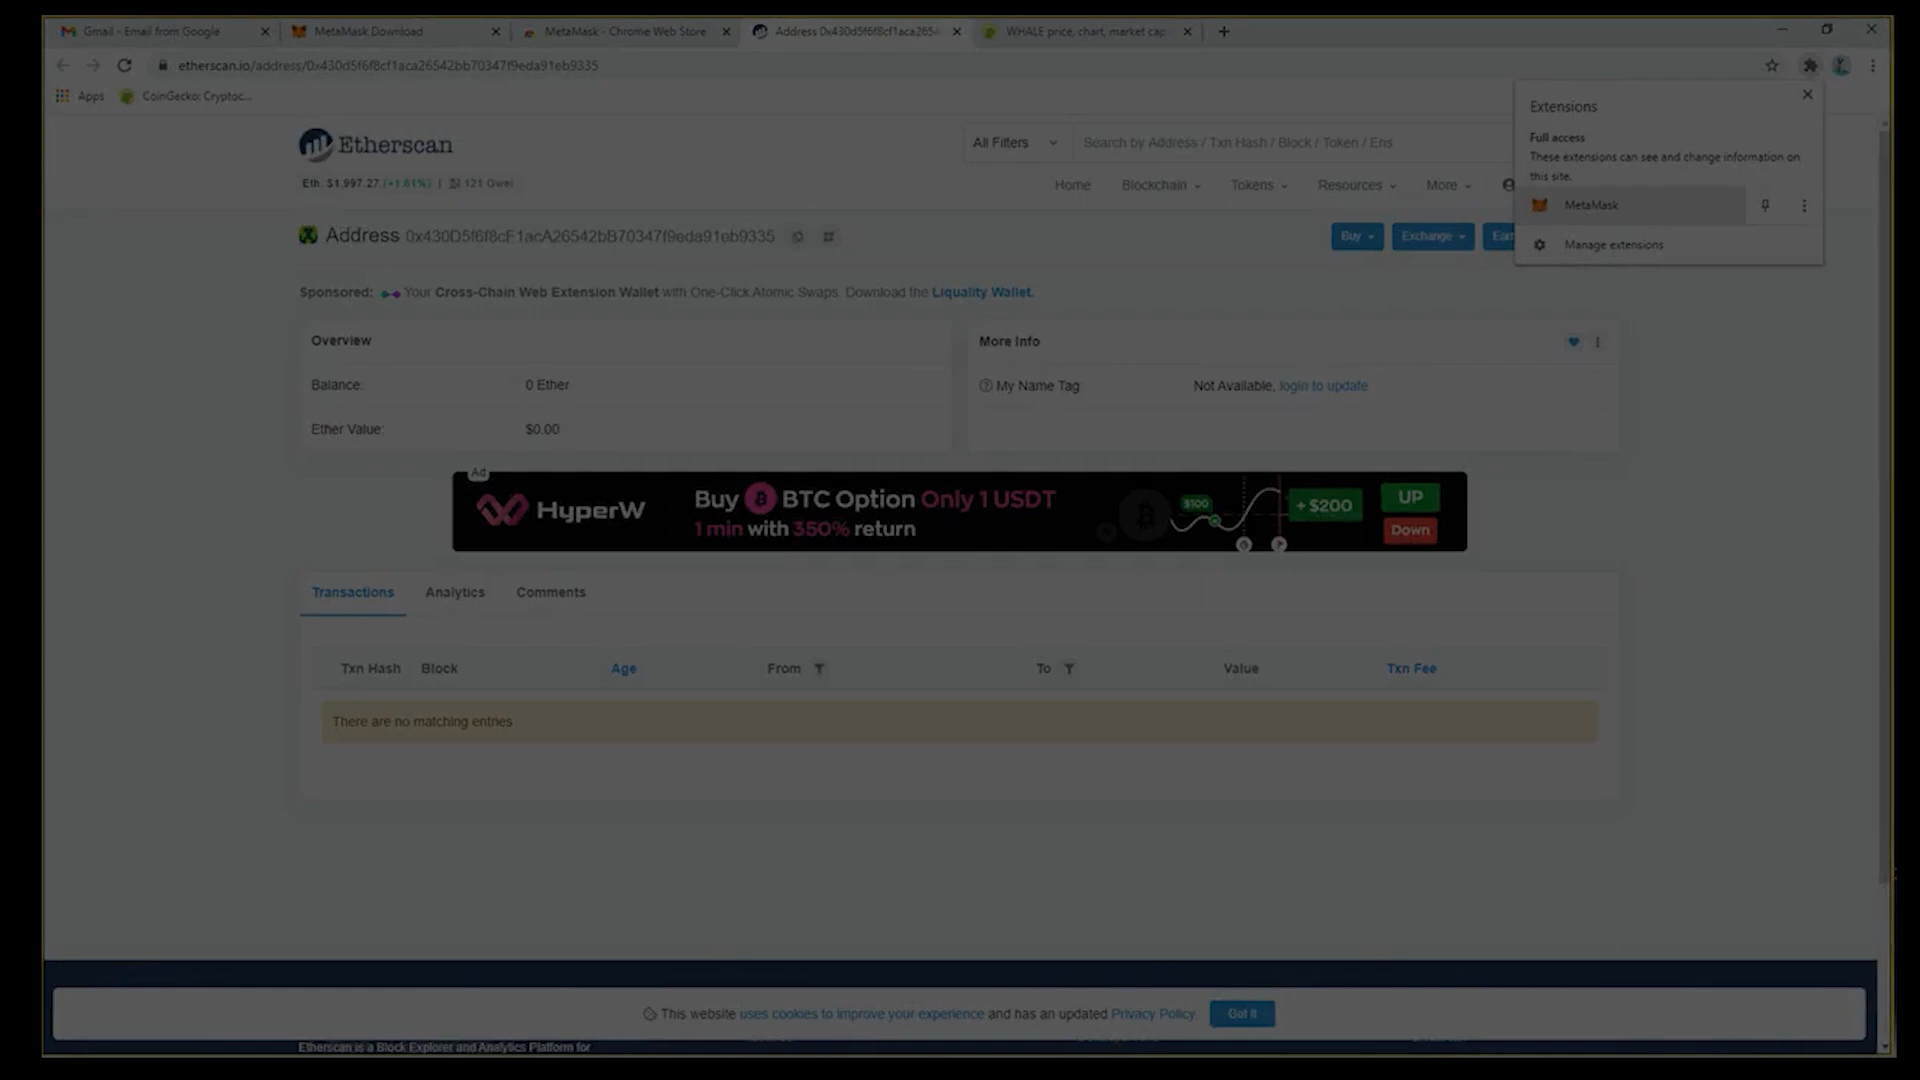 Gmail - Email from Google
MetaMask Download
MetaMask - Chrome Web Store
Address 0x430d5f6f8cf1aca2654
WHALE price, chart, market cap
etherscan.io/address/0x430d5f6f8cf1aca26542bb70347f9eda91eb9335
Apps
CoinGecko: Cryptoc...
Extensions
Full access
These extensions can see and change information on
this site.
MetaMask
Manage extensions
Etherscan
All Filters
Search by Address / Txn Hash / Block / Token / Ens
Eth: $1,997.27 (+1.61%) | 121 Gwei
Home
Blockchain
Tokens
Resources
More
Address 0x430D5f6f8cF1acA26542bB70347f9eda91eb9335
Buy
Exchange
Ear
Sponsored: Your Cross-Chain Web Extension Wallet with One-Click Atomic Swaps. Download the Liquality Wallet.
Overview
Balance: 0 Ether
Ether Value: $0.00
More Info
My Name Tag: Not Available, login to update
Ad
HyperW
Buy BTC Option Only 1 USDT
1 min with 350% return
$100
+ $200
UP
Down
Transactions
Analytics
Comments
Txn Hash
Block
Age
From
To
Value
Txn Fee
There are no matching entries
This website uses cookies to improve your experience and has an updated Privacy Policy.
Got It
Etherscan is a Block Explorer and Analytics Platform for